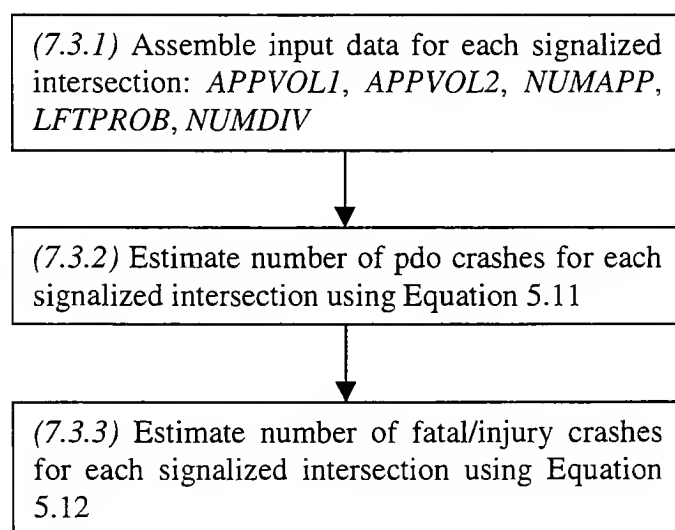 (7.3.1) Assemble input data for each signalized
intersection: APPVOL1, APPVOL2, NUMAPP,
LFTPROB, NUMDIV
(7.3.2) Estimate number of pdo crashes for each
signalized intersection using Equation 5.11
(7.3.3) Estimate number of fatal/injury crashes
for each signalized intersection using Equation
5.12